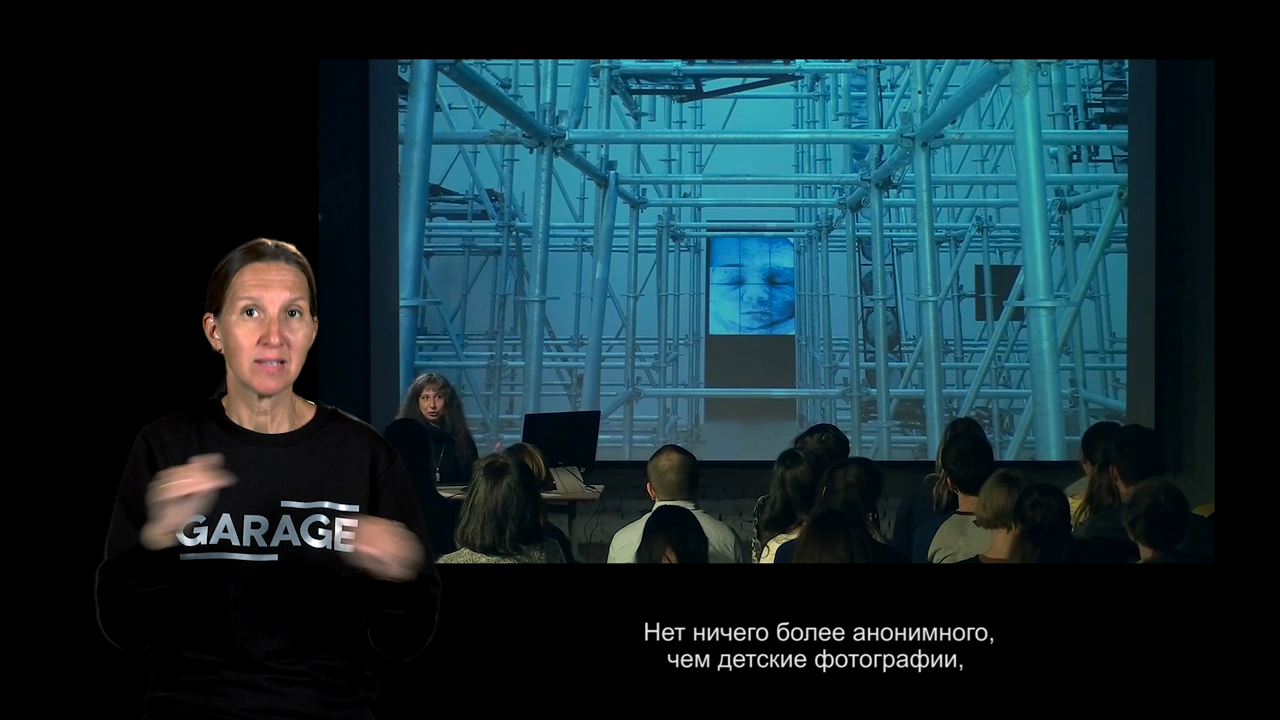 GARAGE
Нет ничего более анонимного,
чем детские фотографии,